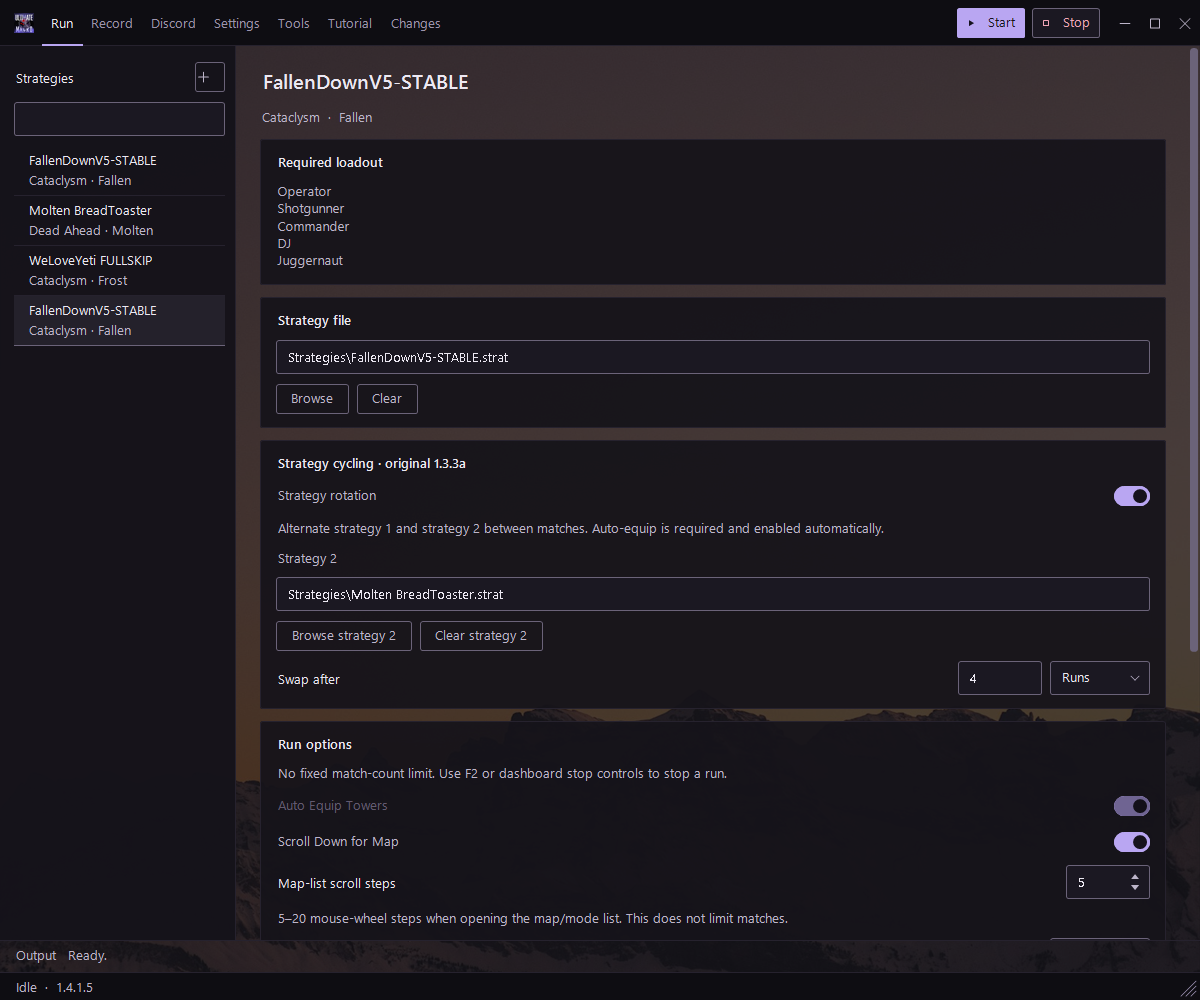 Run Record Discord Settings Tools Tutorial Changes Start Stop
Strategies
FallenDownV5-STABLE
Cataclysm · Fallen
Molten BreadToaster
Dead Ahead · Molten
WeLoveYeti FULLSKIP
Cataclysm · Frost
FallenDownV5-STABLE
Cataclysm · Fallen
FallenDownV5-STABLE
Cataclysm · Fallen
Required loadout
Operator
Shotgunner
Commander
DJ
Juggernaut
Strategy file
Strategies\FallenDownV5-STABLE.strat
Browse Clear
Strategy cycling · original 1.3.3a
Strategy rotation
Alternate strategy 1 and strategy 2 between matches. Auto-equip is required and enabled automatically.
Strategy 2
Strategies\Molten BreadToaster.strat
Browse strategy 2 Clear strategy 2
Swap after 4 Runs
Run options
No fixed match-count limit. Use F2 or dashboard stop controls to stop a run.
Auto Equip Towers
Scroll Down for Map
Map-list scroll steps 5
5–20 mouse-wheel steps when opening the map/mode list. This does not limit matches.
Output Ready.
Idle · 1.4.1.5